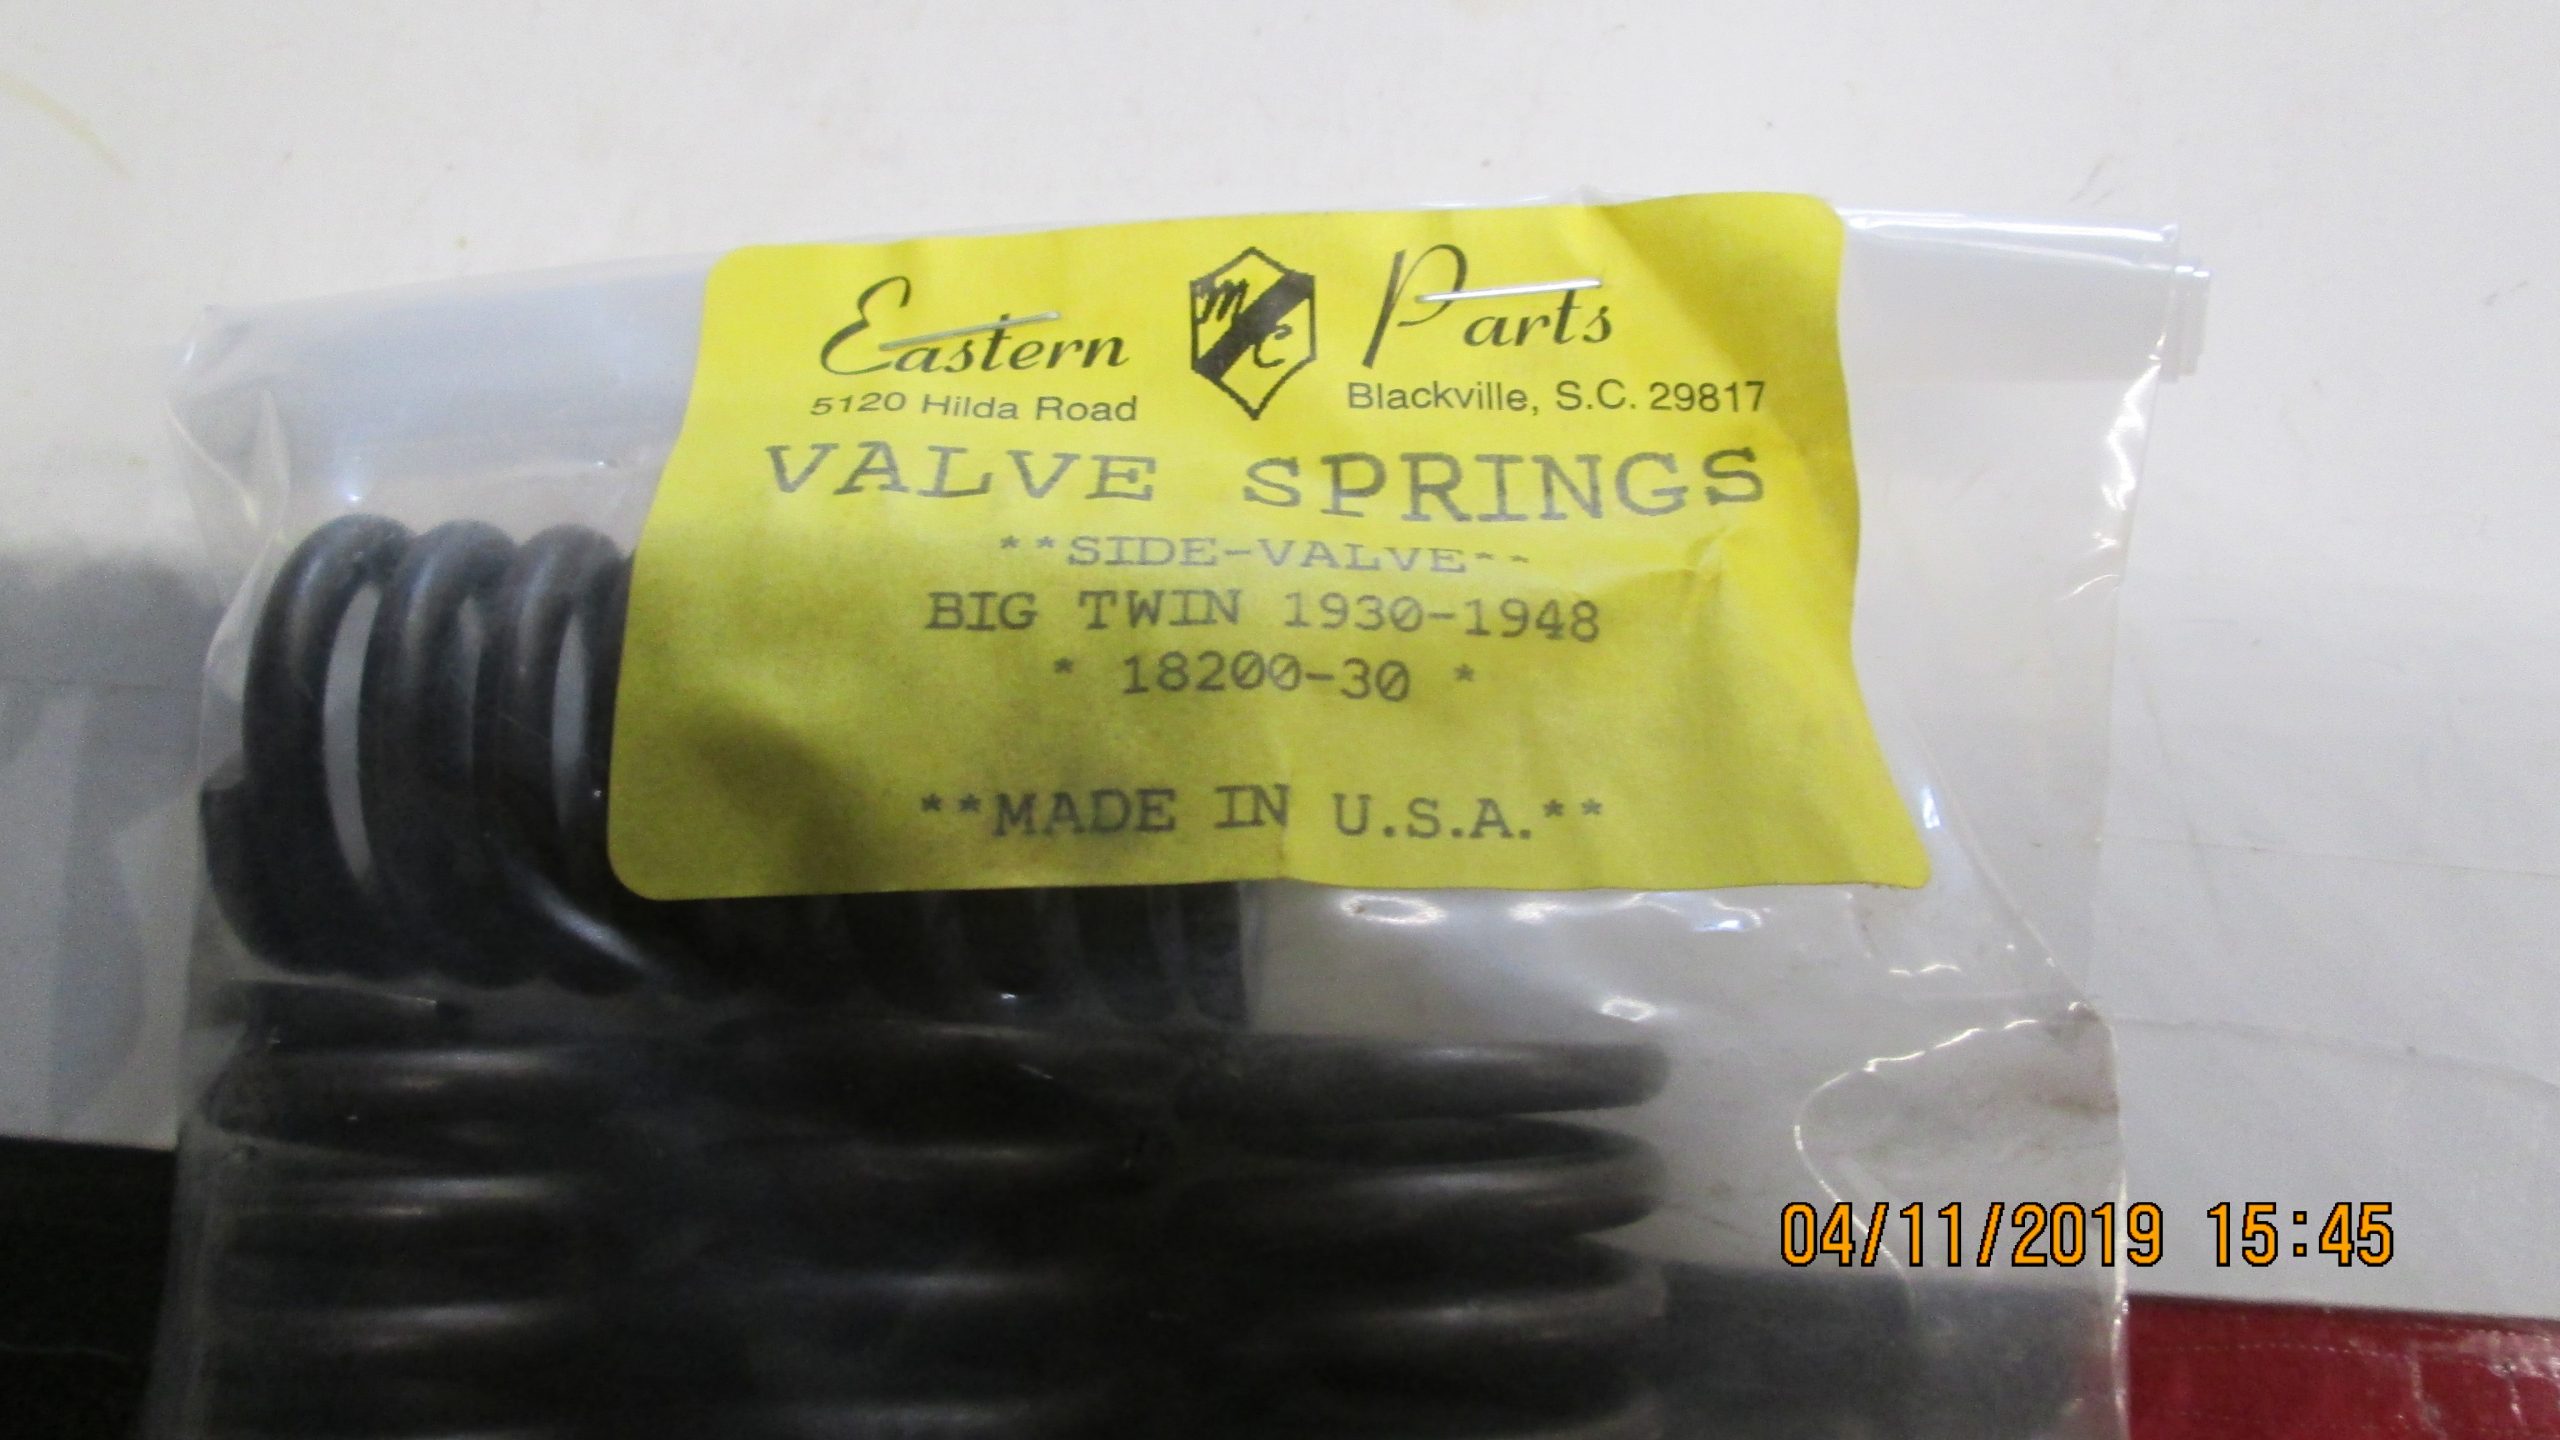 Eastern MC Parts
5120 Hilda Road Blackville, S.C. 29817
VALVE SPRINGS
**SIDE-VALVE**
BIG TWIN 1930-1948
* 18200-30 *
**MADE IN U.S.A.**
04/11/2019 15:45